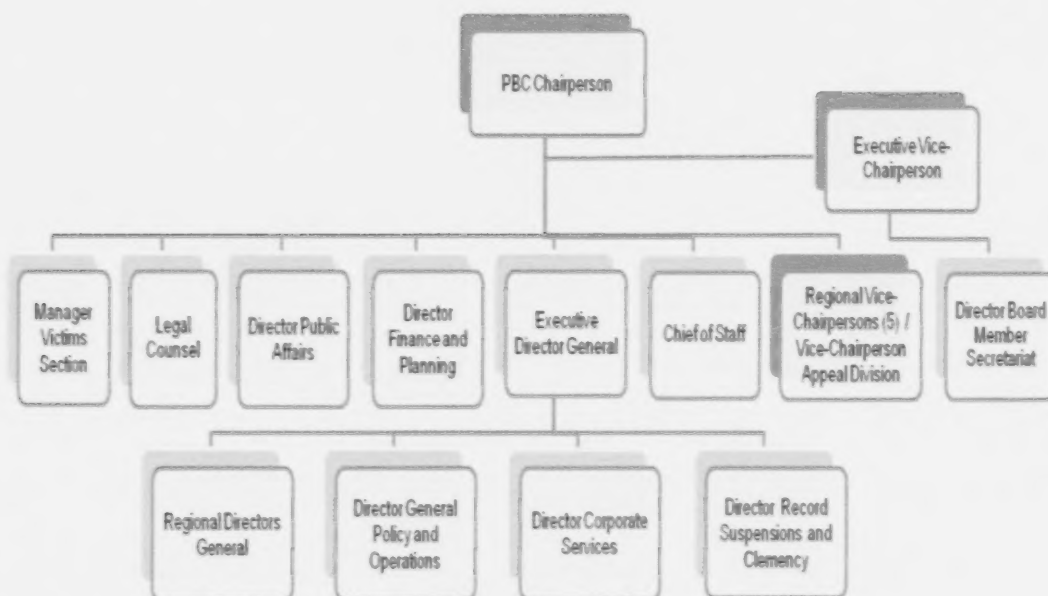 PBC Chairperson
Executive Vice-
Chairperson
Manager
Victims
Section
Legal
Counsel
Director Public
Affairs
Director
Finance and
Planning
Executive
Director General
Chief of Staff
Regional Vice-
Chairpersons (5) /
Vice-Chairperson
Appeal Division
Director Board
Member
Secretariat
Regional Directors
General
Director General
Policy and
Operations
Director Corporate
Services
Director Record
Suspensions and
Clemency